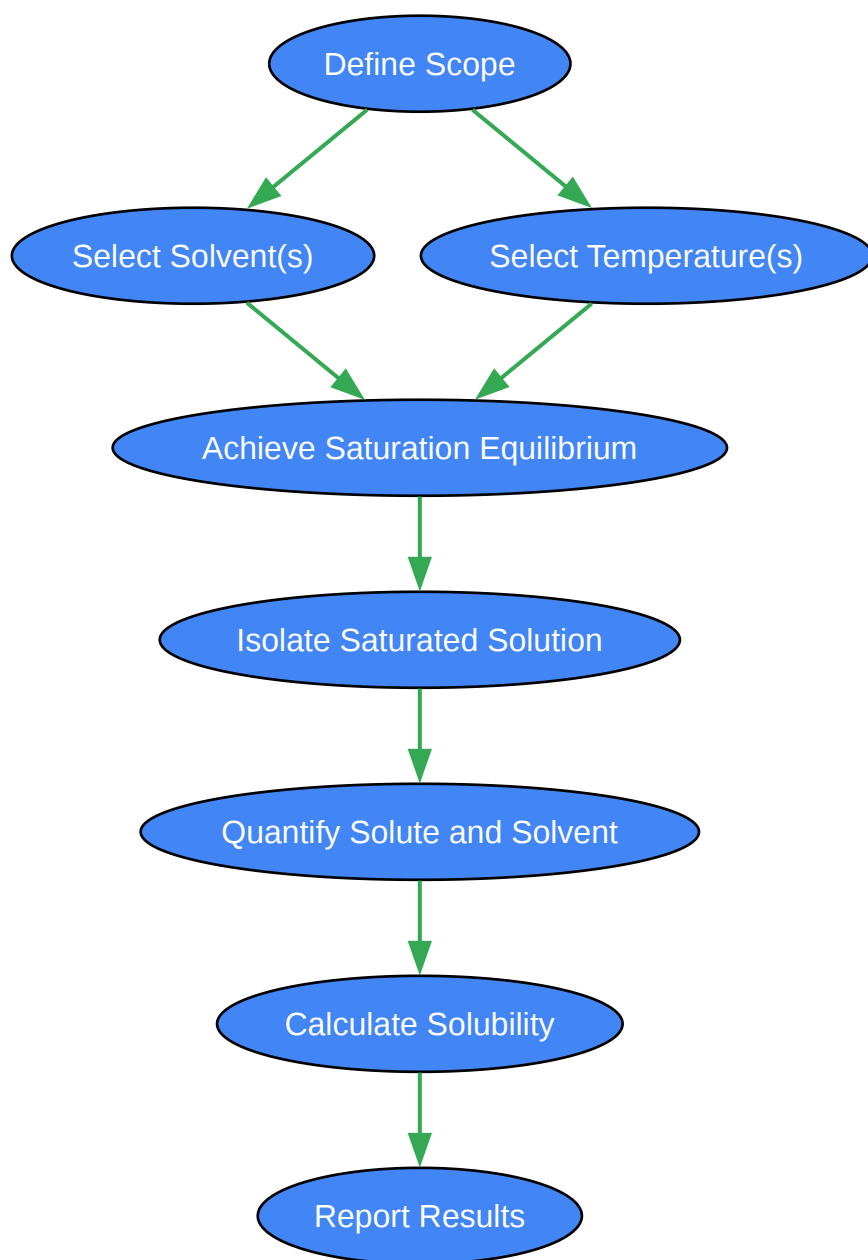 Define Scope
Select Solvent(s)
Select Temperature(s)
Achieve Saturation Equilibrium
Isolate Saturated Solution
Quantify Solute and Solvent
Calculate Solubility
Report Results